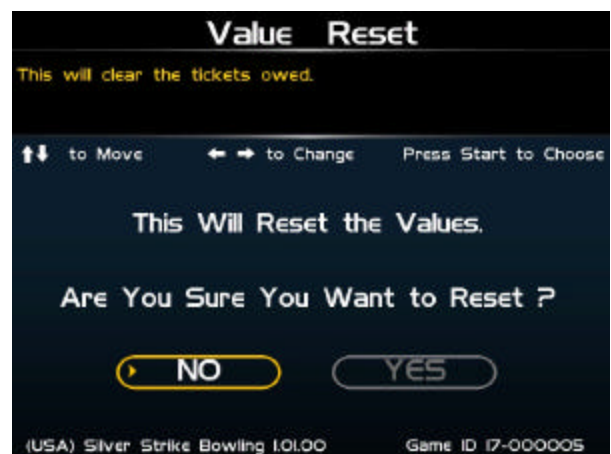 Value Reset
This will clear the tickets owed.
⬆⬇ to Move ⬅ ➡ to Change Press Start to Choose
This Will Reset the Values.
Are You Sure You Want to Reset ?
NO YES
(USA) Silver Strike Bowling 1.01.00 Game ID 17-000005